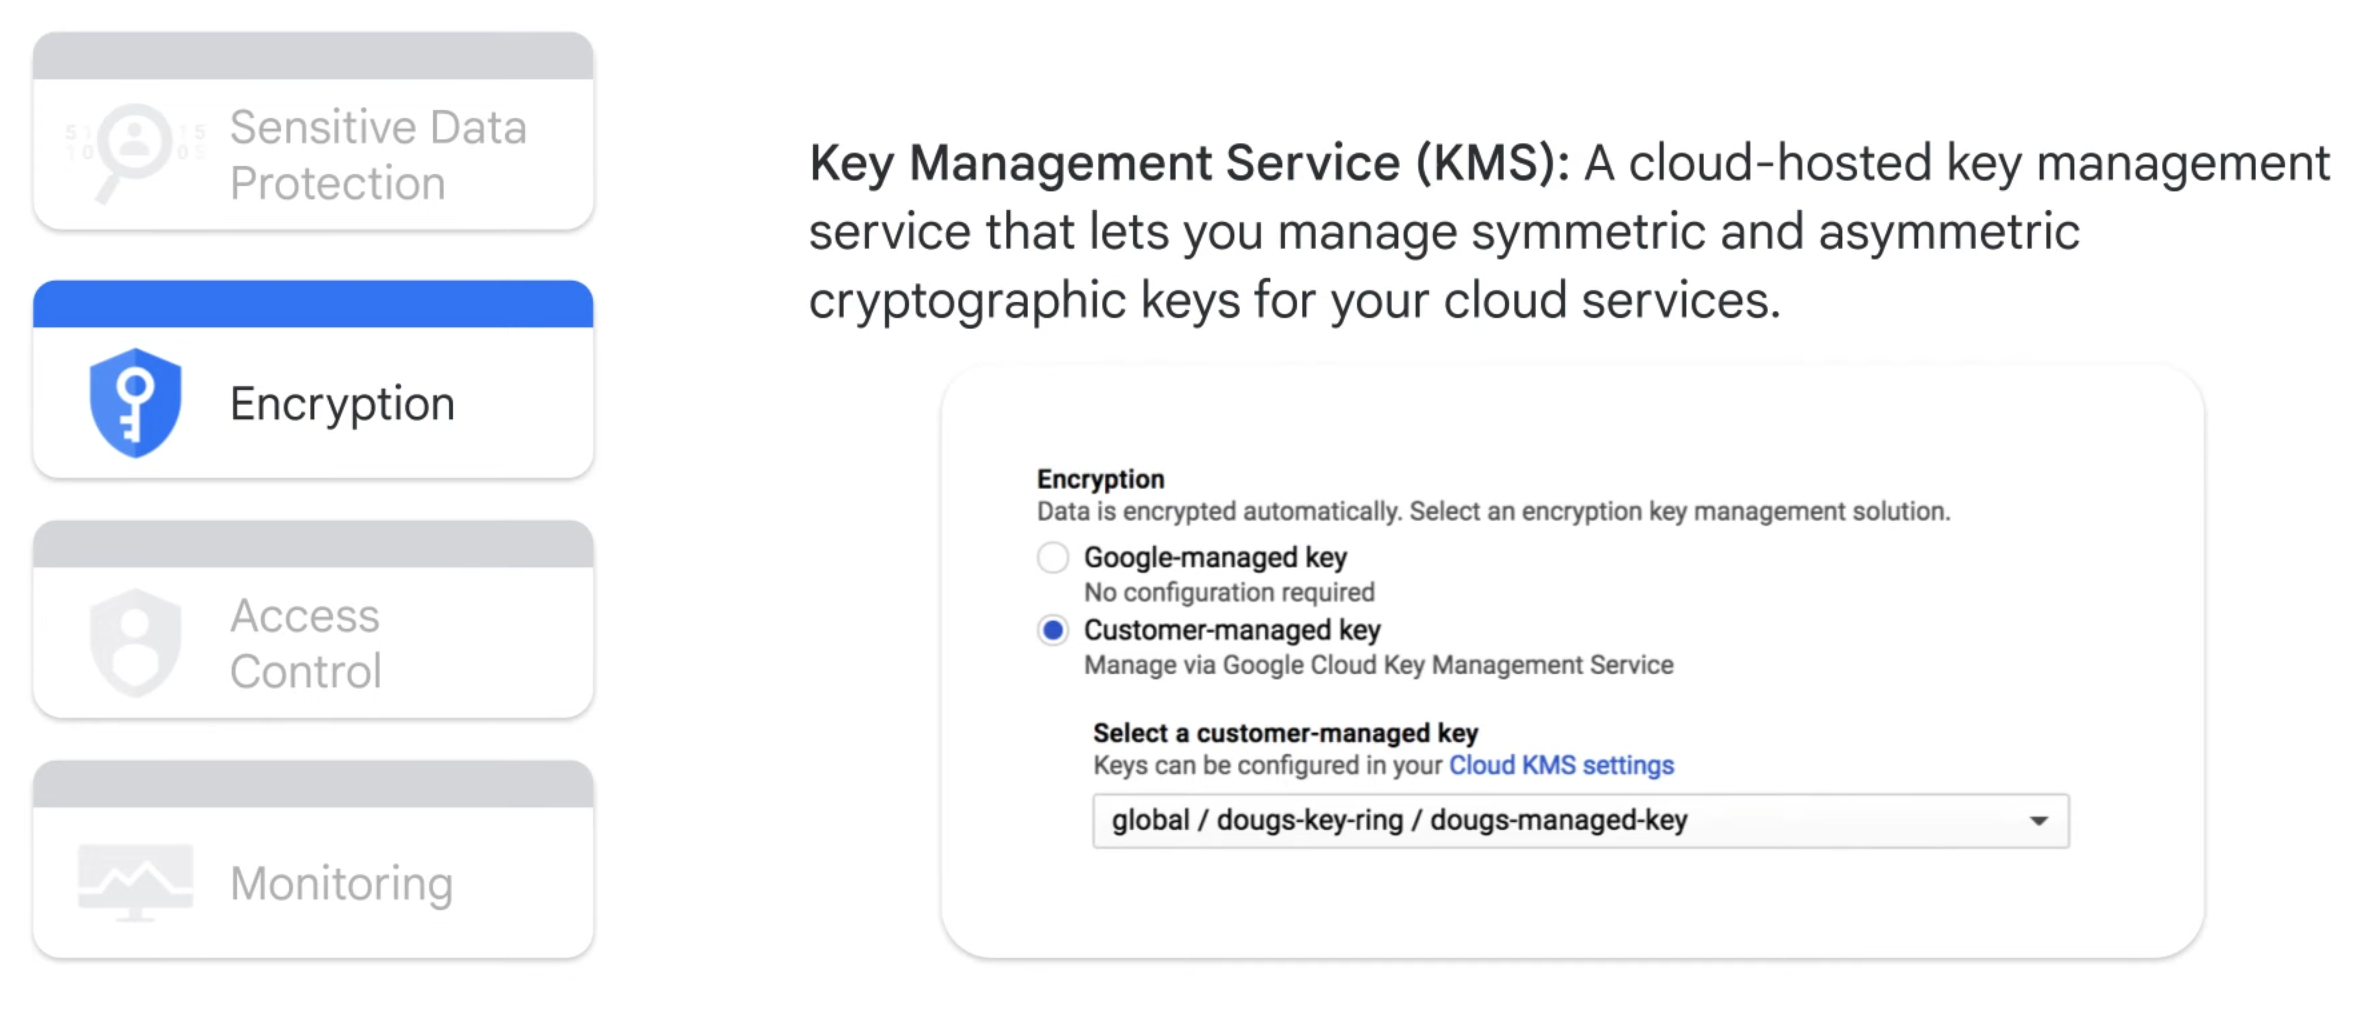 Sensitive Data
Protection
Encryption
Access
Control
Monitoring
Key Management Service (KMS): A cloud-hosted key management
service that lets you manage symmetric and asymmetric
cryptographic keys for your cloud services.
Encryption
Data is encrypted automatically. Select an encryption key management solution.
Google-managed key
No configuration required
Customer-managed key
Manage via Google Cloud Key Management Service
Select a customer-managed key
Keys can be configured in your Cloud KMS settings
global / dougs-key-ring / dougs-managed-key